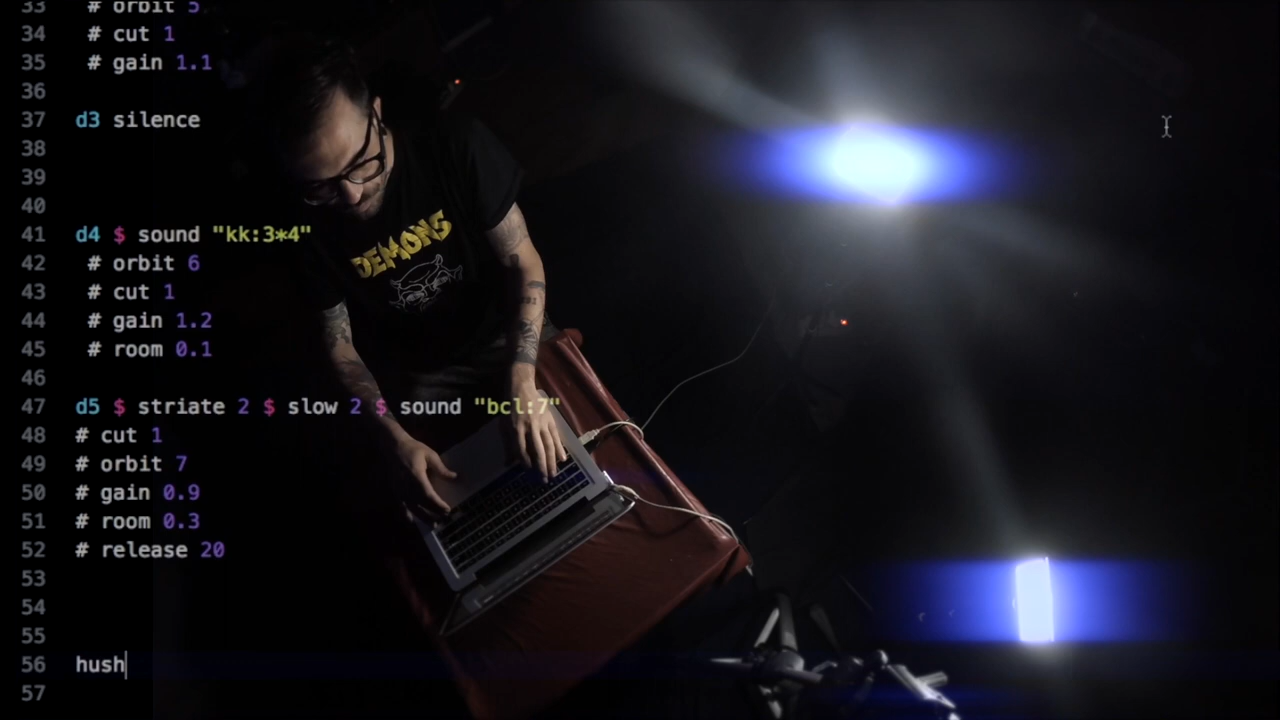 33 # orbit 5
34 # cut 1
35 # gain 1.1
36
37 d3 silence
38
39
40
41 d4 $ sound "kk:3*4"
42 # orbit 6
43 # cut 1
44 # gain 1.2
45 # room 0.1
46
47 d5 $ striate 2 $ slow 2 $ sound "bcl:7"
48 # cut 1
49 # orbit 7
50 # gain 0.9
51 # room 0.3
52 # release 20
53
54
55
56 hush
57
DEMONS